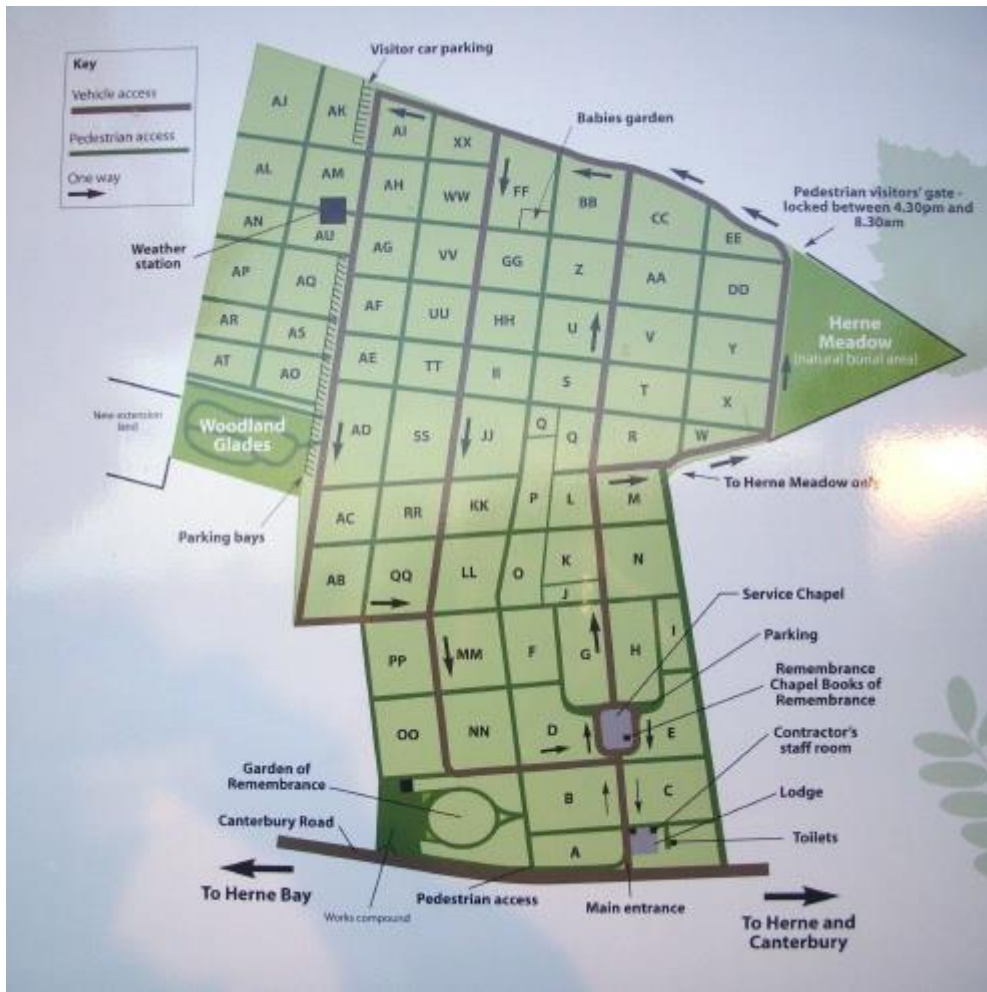 Key
Vehicle access
Pedestrian access
One way
Visitor car parking
Babies garden
Pedestrian visitors' gate -
locked between 4.30pm and
8.30am
Weather
station
Herne
Meadow
(natural burial area)
New extension
land
Woodland
Glades
Parking bays
To Herne Meadow only
AJ
AK
AI
XX
FF
BB
CC
EE
AL
AM
AH
WW
AN
AU
AG
VV
GG
Z
AA
DD
AP
AQ
AF
UU
HH
U
V
Y
AR
AS
AE
TT
II
S
T
X
AT
AO
AD
SS
JJ
Q
Q
R
W
AC
RR
KK
P
L
M
AB
QQ
LL
O
K
J
N
PP
MM
F
G
H
I
OO
NN
D
E
B
C
A
Service Chapel
Parking
Remembrance
Chapel Books of
Remembrance
Contractor's
staff room
Lodge
Toilets
Garden of
Remembrance
Canterbury Road
To Herne Bay
Works compound
Pedestrian access
Main entrance
To Herne and
Canterbury